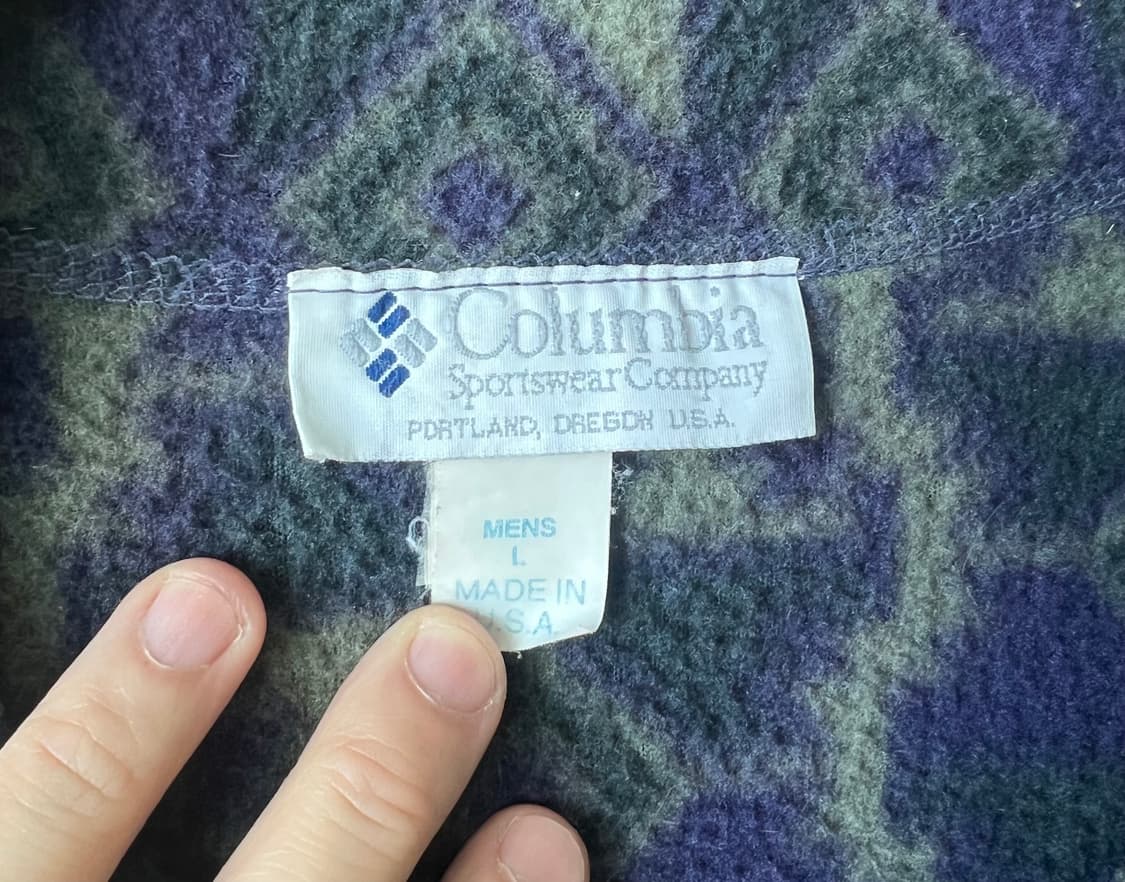 Columbia
Sportswear Company
PORTLAND, OREGON U.S.A.
MENS
L
MADE IN
U.S.A.